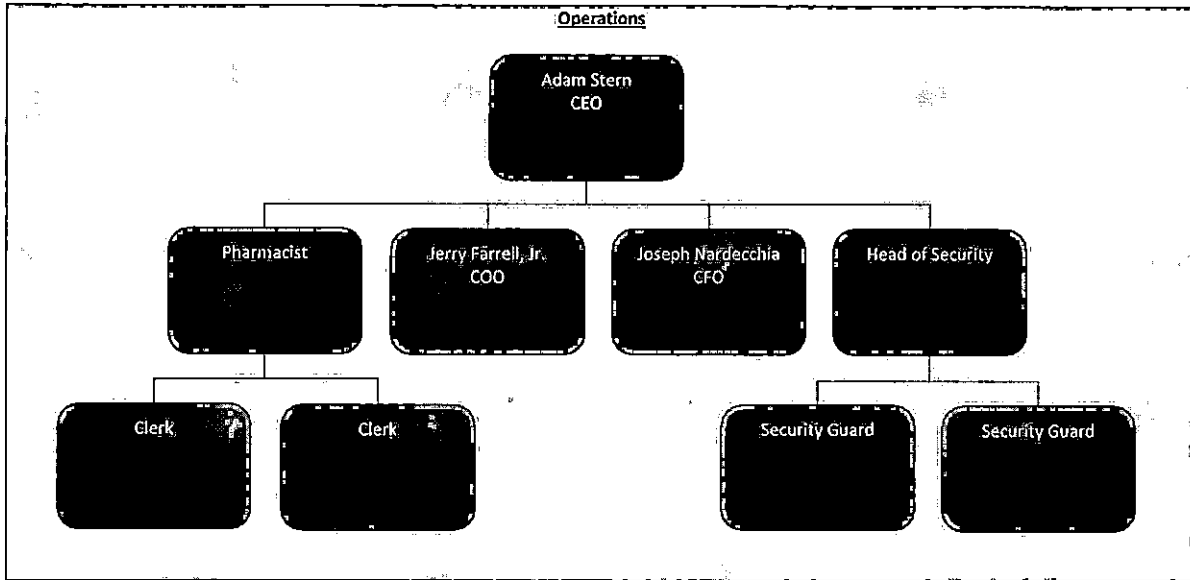 Operations
Adam Stern
CEO
Pharmacist
Jerry Farrell, Jr.
COO
Joseph Nardecchia
CFO
Head of Security
Clerk
Clerk
Security Guard
Security Guard